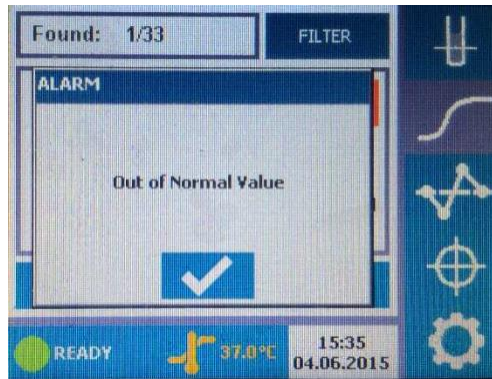 Found: 1/33
FILTER
ALARM
Out of Normal Value
READY
37.0°C
15:35
04.06.2015